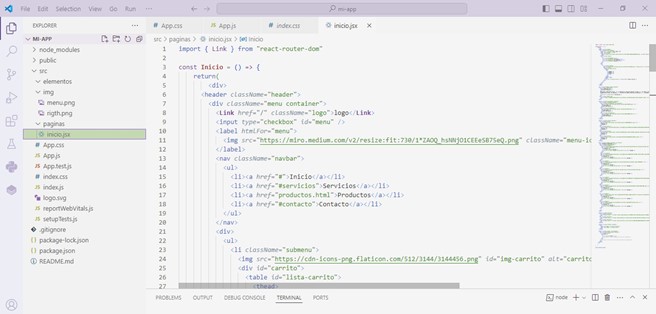 File Edit Selection View Go Run ··· mi-app
EXPLORER
MI-APP
node_modules
public
src
elementos
img
menu.png
rigth.png
paginas
inicio.jsx
App.css
App.js
App.test.js
index.css
index.js
logo.svg
reportWebVitals.js
setupTests.js
.gitignore
package-lock.json
package.json
README.md
App.css App.js index.css inicio.jsx
src > paginas > inicio.jsx > Inicio
1 import { Link } from "react-router-dom"
2
3 const Inicio = () => {
4 return(
5 <div>
6 <header className="header">
7 <div className="menu container">
8 <Link href="/" className="logo">logo</Link>
9 <input type="checkbox" id="menu" />
10 <label htmlFor="menu">
11 <img src="https://miro.medium.com/v2/resize:fit:730/1*ZAOQ_hsNNjO1CEEeSB75eQ.png" className="menu-ic
12 </label>
13 <nav className="navbar">
14 <ul>
15 <li><a href="#">Inicio</a></li>
16 <li><a href="#servicios">Servicios</a></li>
17 <li><a href="productos.html">Productos</a></li>
18 <li><a href="#contacto">Contacto</a></li>
19 </ul>
20 </nav>
21 <div>
22 <ul>
23 <li className="submenu">
24 <img src="https://cdn-icons-png.flaticon.com/512/3144/3144456.png" id="img-carrito" alt="carrito
25 <div id="carrito">
26 <table id="lista-carrito">
27 <thead>
PROBLEMS OUTPUT DEBUG CONSOLE TERMINAL PORTS node